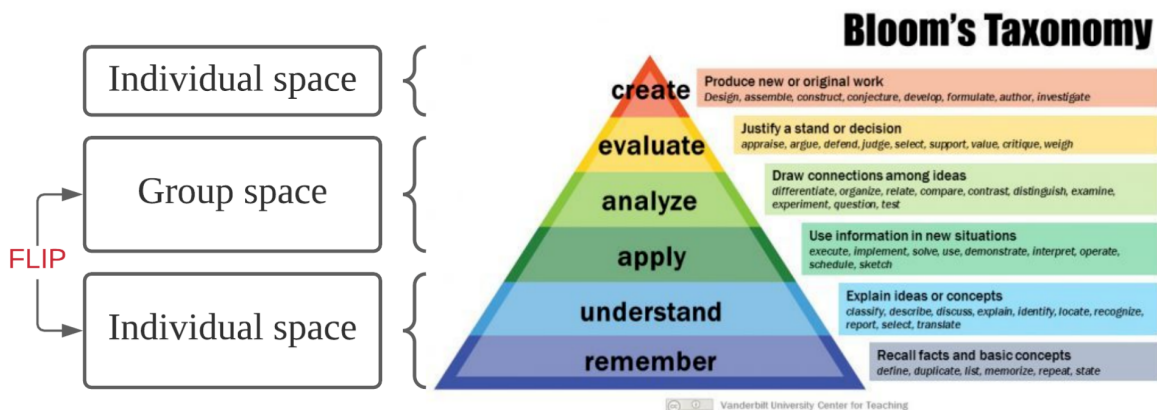 Bloom's Taxonomy
Individual space
Group space
FLIP
Individual space
create
Produce new or original work
Design, assemble, construct, conjecture, develop, formulate, author, investigate
evaluate
Justify a stand or decision
appraise, argue, defend, judge, select, support, value, critique, weigh
analyze
Draw connections among ideas
differentiate, organize, relate, compare, contrast, distinguish, examine,
experiment, question, test
apply
Use information in new situations
execute, implement, solve, use, demonstrate, interpret, operate,
schedule, sketch
understand
Explain ideas or concepts
classify, describe, discuss, explain, identify, locate, recognize,
report, select, translate
remember
Recall facts and basic concepts
define, duplicate, list, memorize, repeat, state
Vanderbilt University Center for Teaching